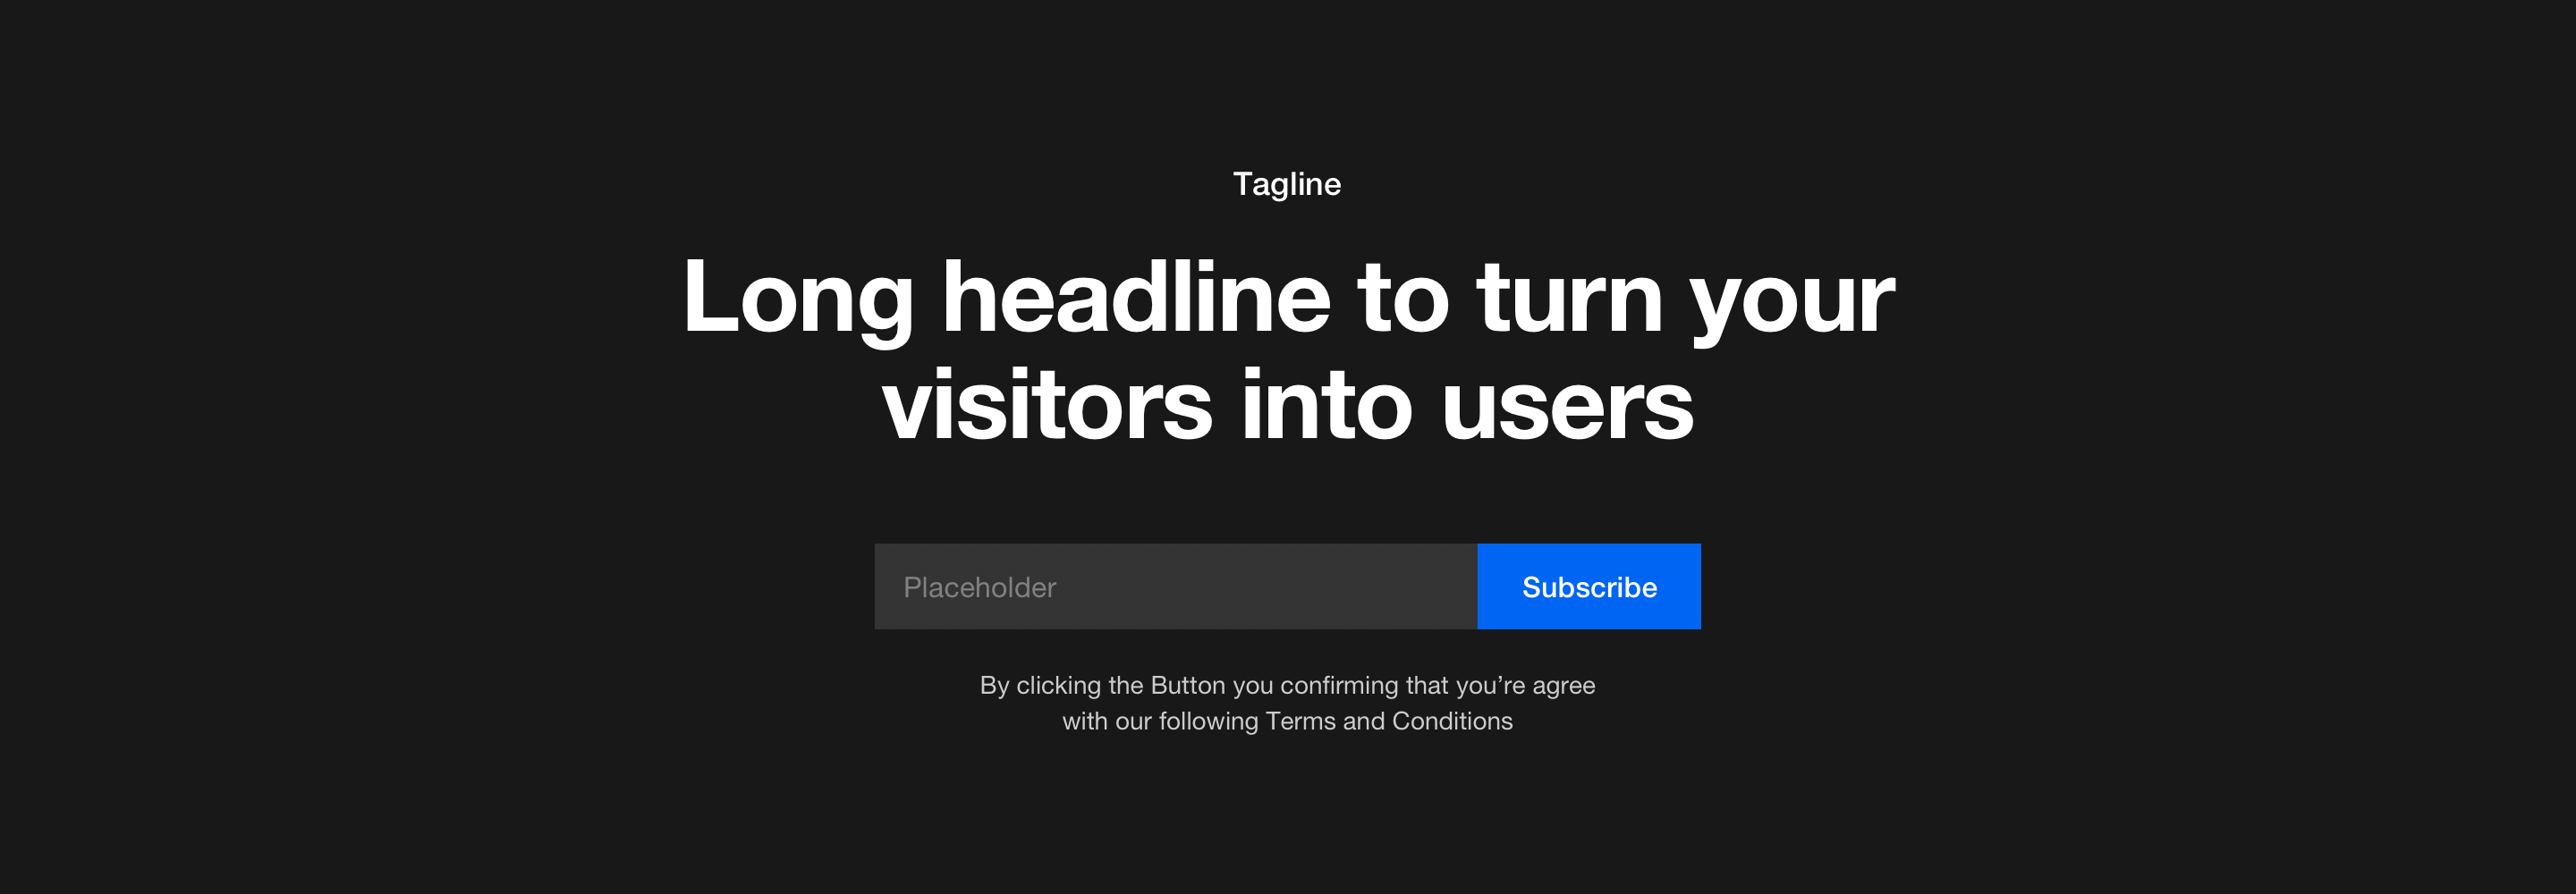 Tagline
Long headline to turn your
visitors into users
Placeholder
Subscribe
By clicking the Button you confirming that you’re agree
with our following Terms and Conditions